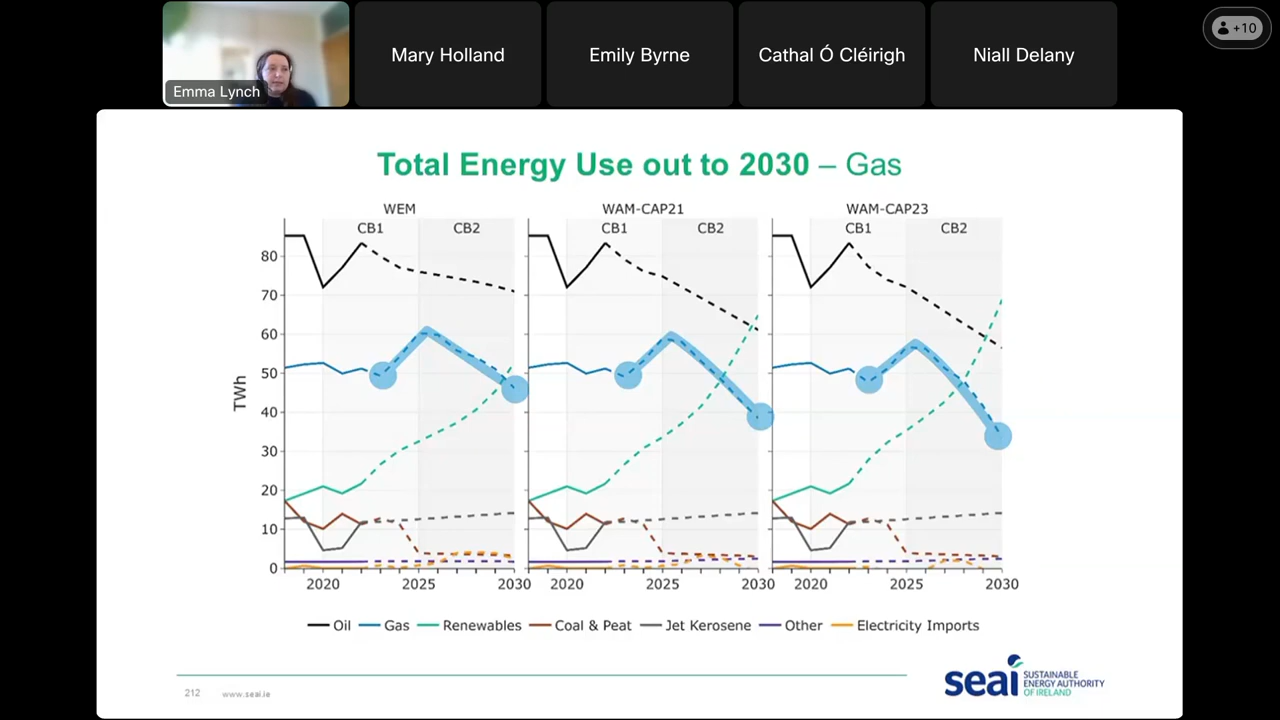 Emma Lynch
Mary Holland
Emily Byrne
Cathal Ó Cléirigh
Niall Delany
+10
Total Energy Use out to 2030 – Gas
WEM
WAM-CAP21
WAM-CAP23
CB1 CB2
CB1 CB2
CB1 CB2
TWh
80
70
60
50
40
30
20
10
0
2020 2025 2030
2020 2025 2030
2020 2025 2030
Oil Gas Renewables Coal & Peat Jet Kerosene Other Electricity Imports
212 www.seai.ie
seai
SUSTAINABLE
ENERGY AUTHORITY
OF IRELAND